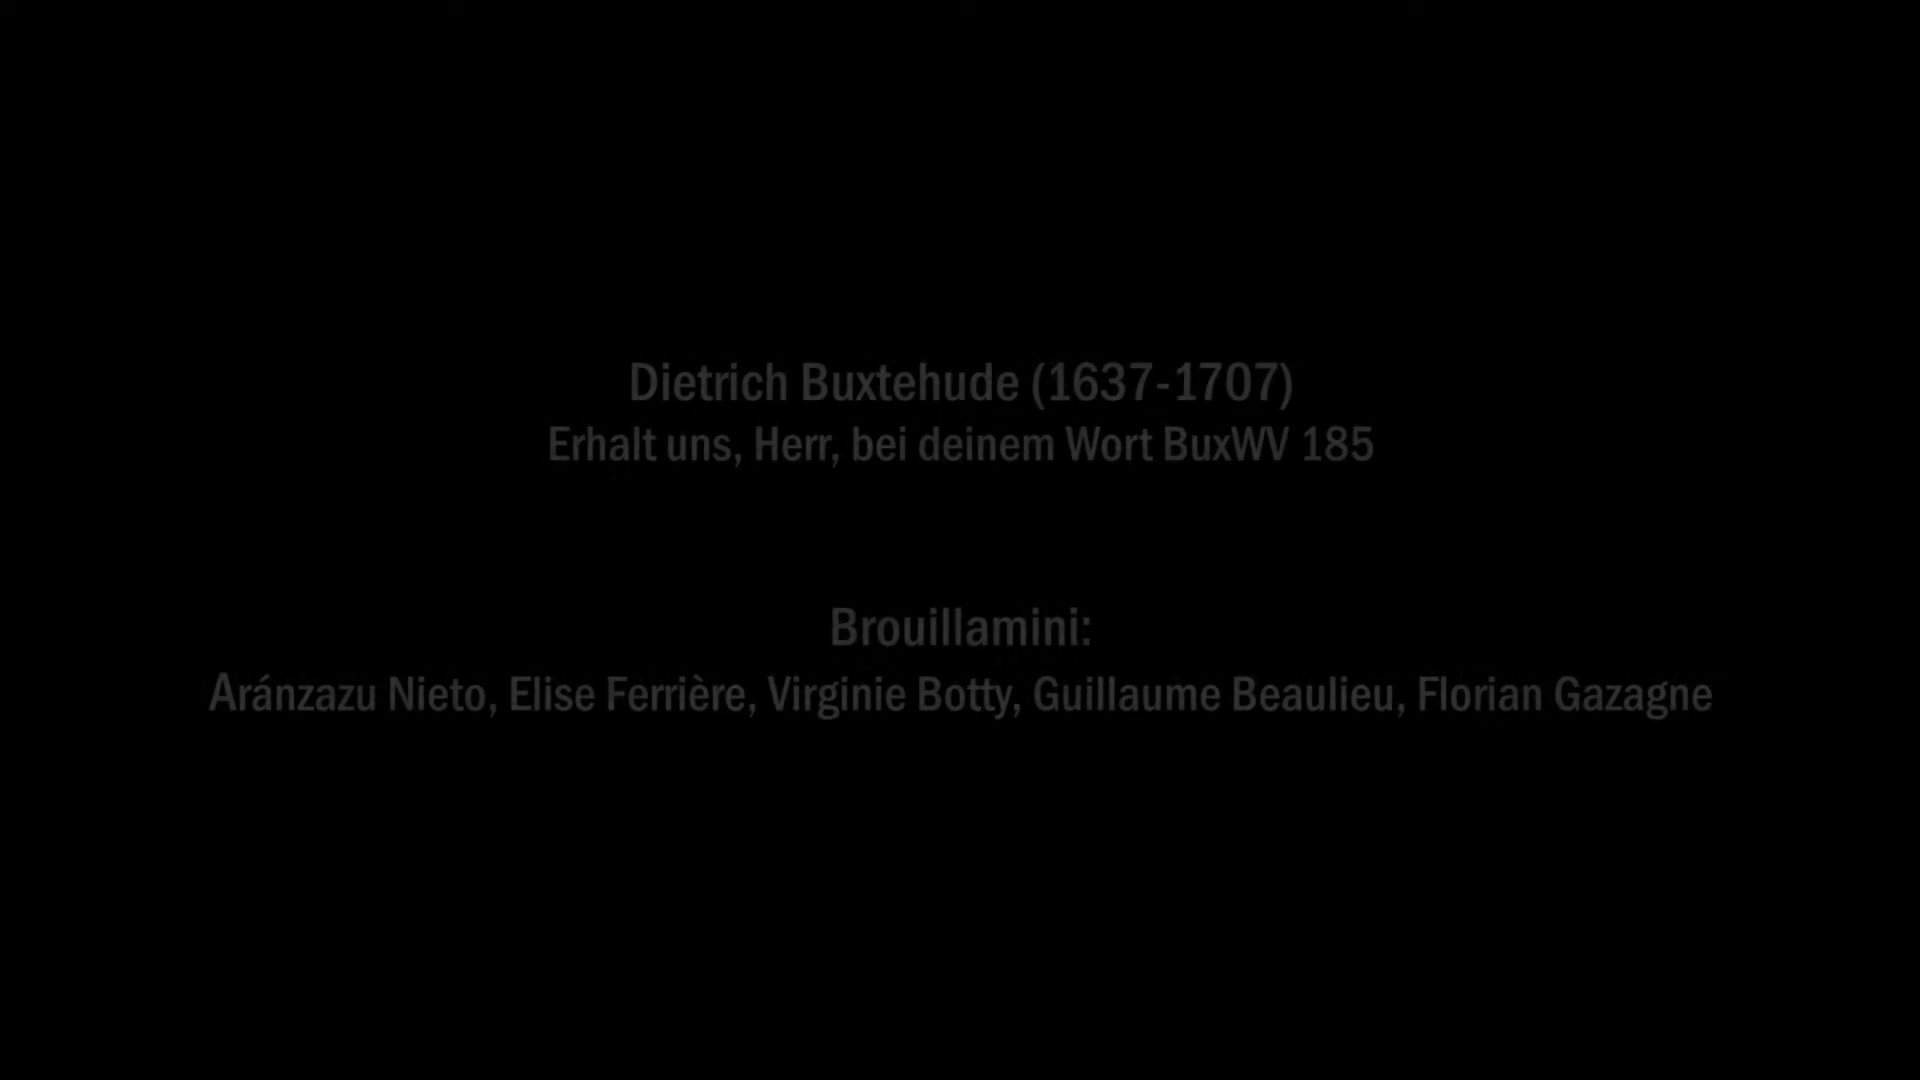 Dietrich Buxtehude (1637-1707)
Erhalt uns, Herr, bei deinem Wort BuxWV 185
Brouillamini:
Aránzazu Nieto, Elise Ferrière, Virginie Botty, Guillaume Beaulieu, Florian Gazagne